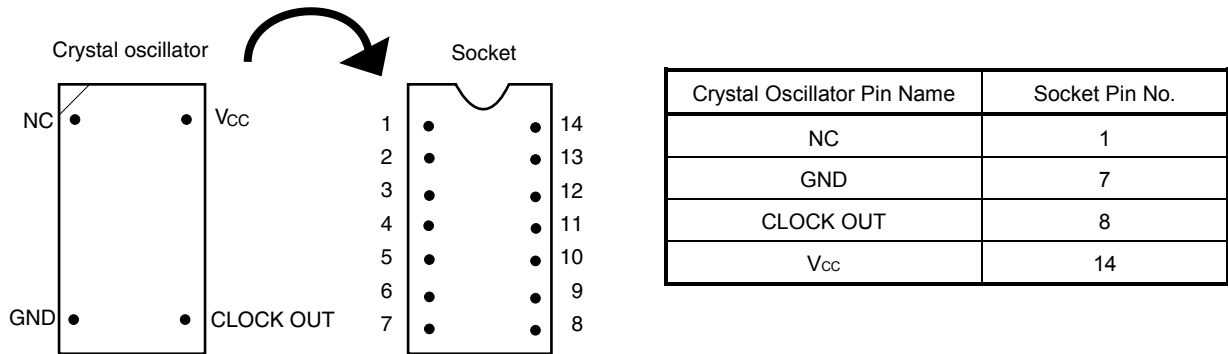 Crystal oscillator
NC
Vcc
GND
CLOCK OUT
Socket
1
2
3
4
5
6
7
14
13
12
11
10
9
8
Crystal Oscillator Pin Name Socket Pin No.
NC 1
GND 7
CLOCK OUT 8
Vcc 14